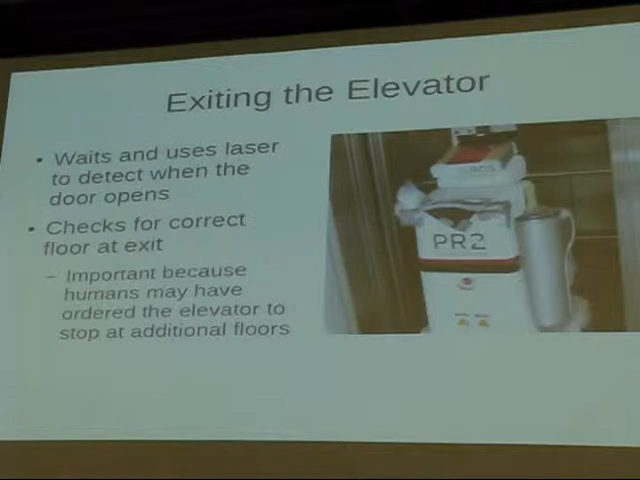 Exiting the Elevator
• Waits and uses laser
to detect when the
door opens
• Checks for correct
floor at exit
– Important because
humans may have
ordered the elevator to
stop at additional floors
PR2